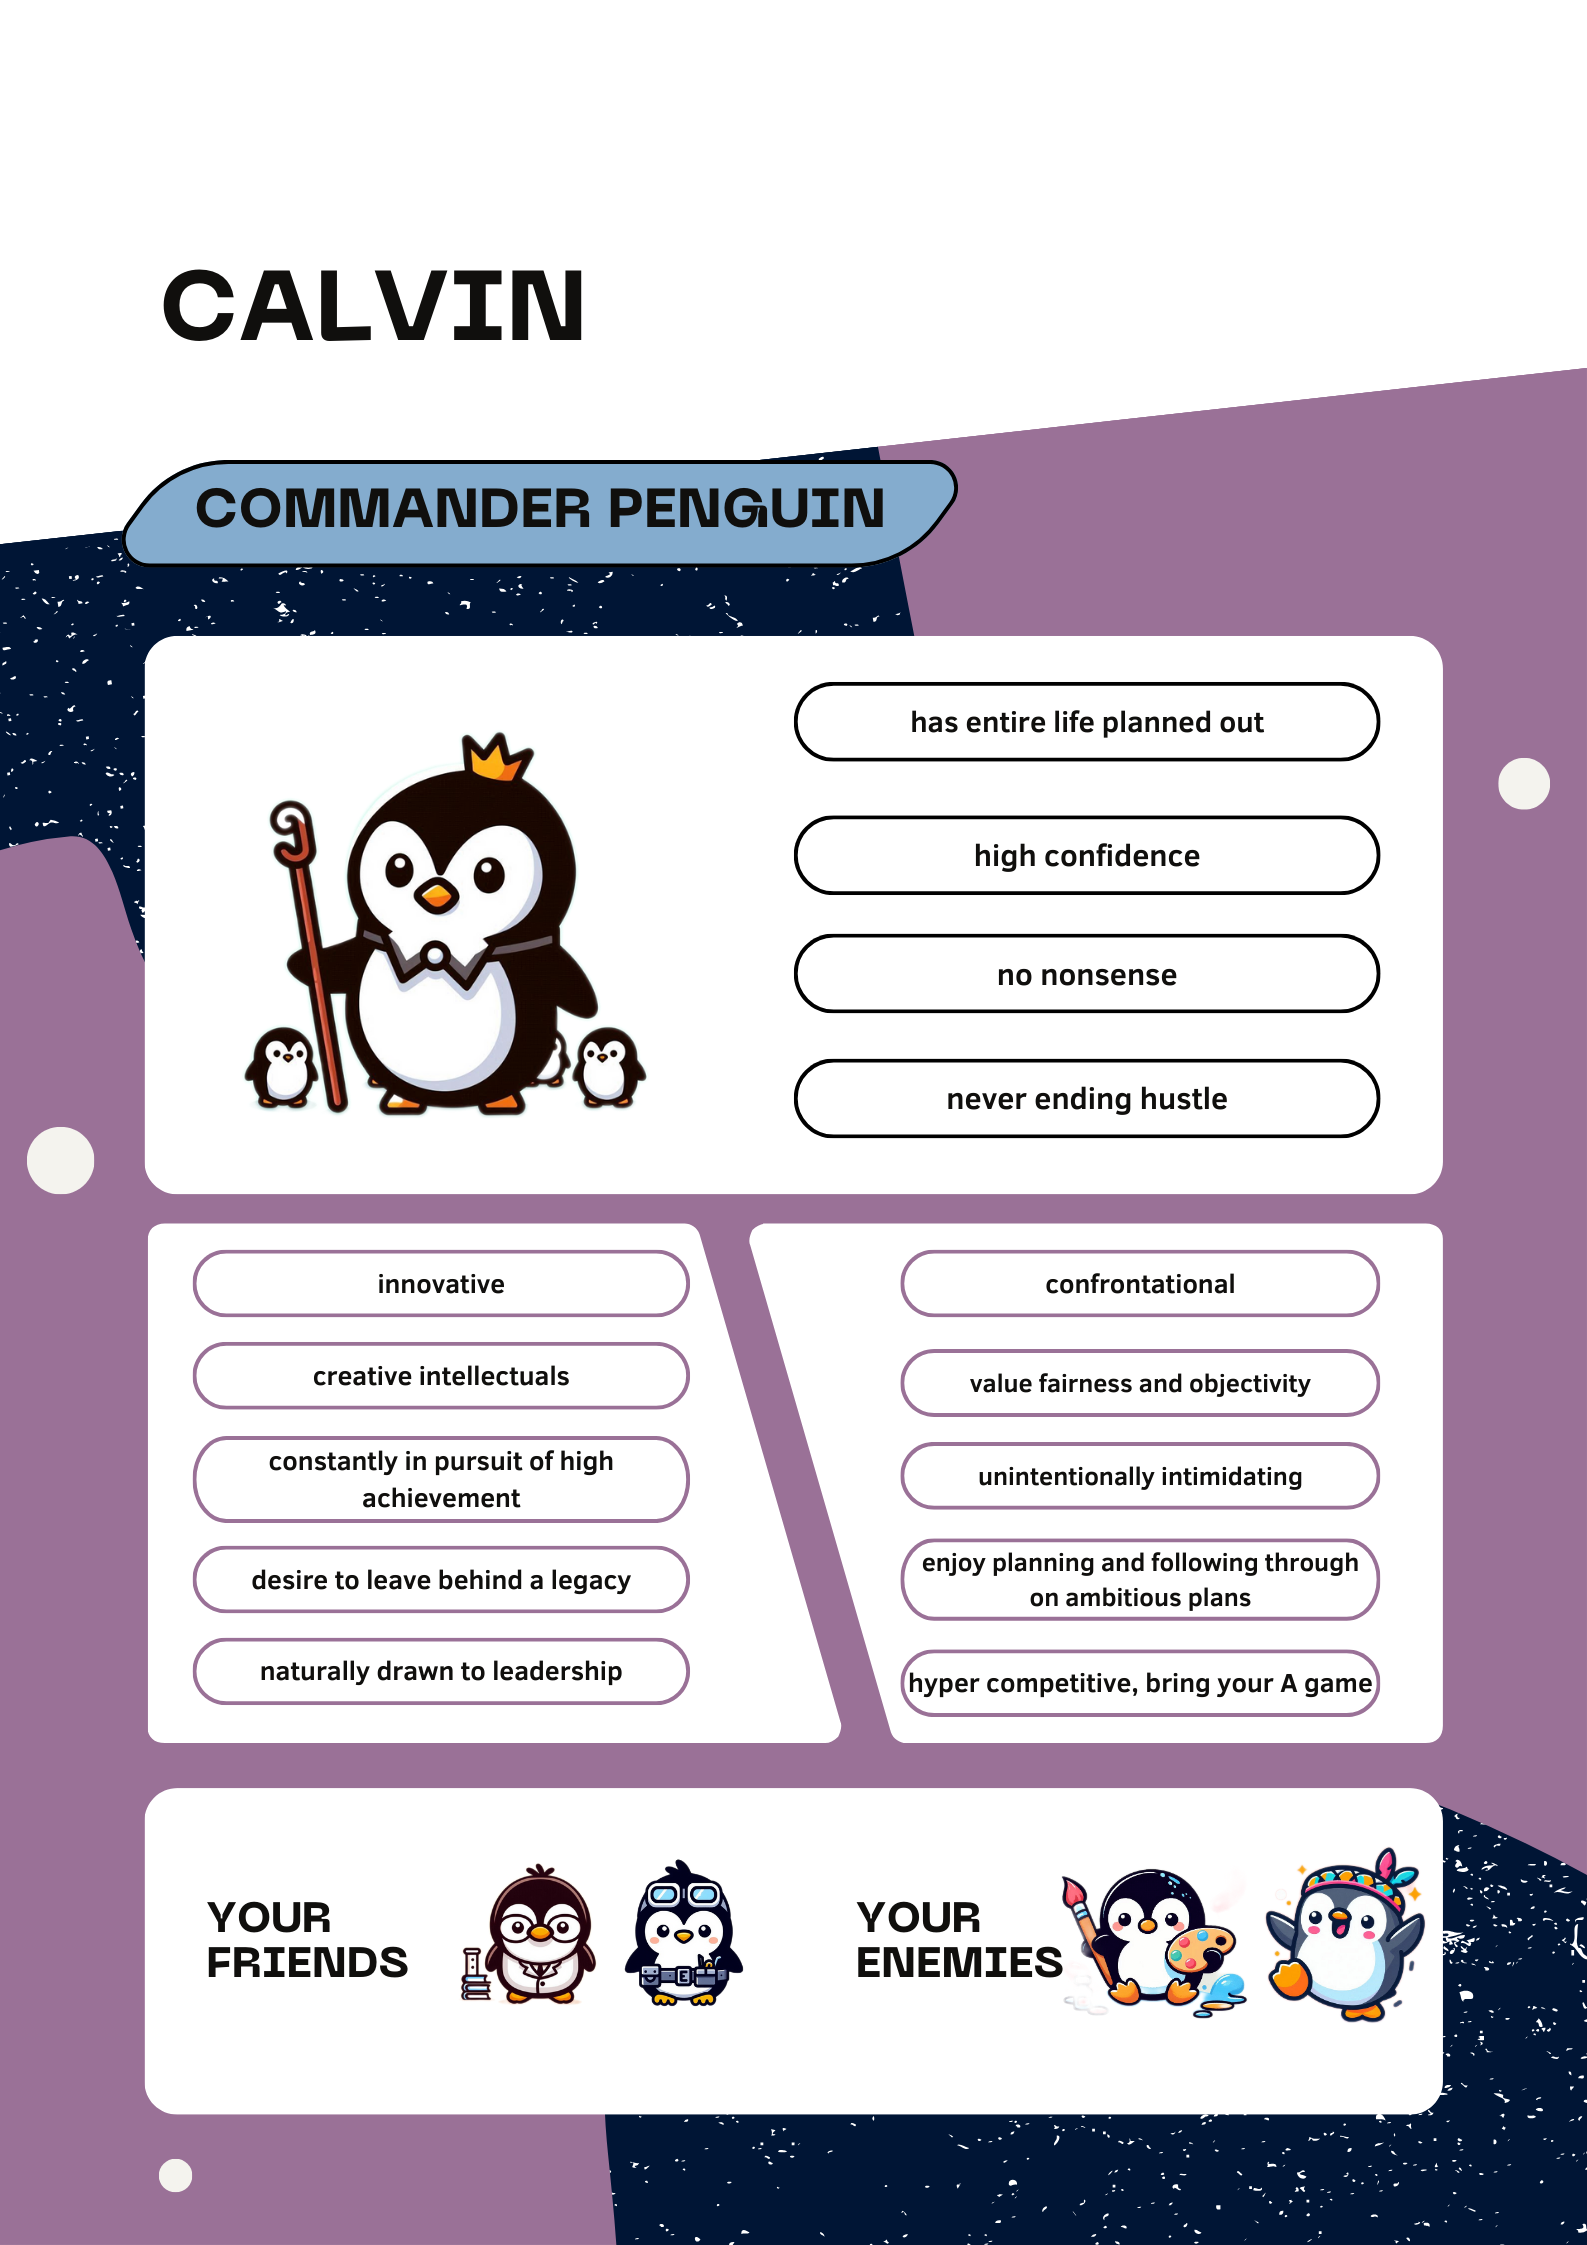 CALVIN
COMMANDER PENGUIN
has entire life planned out
high confidence
no nonsense
never ending hustle
innovative
creative intellectuals
constantly in pursuit of high
achievement
desire to leave behind a legacy
naturally drawn to leadership
confrontational
value fairness and objectivity
unintentionally intimidating
enjoy planning and following through
on ambitious plans
hyper competitive, bring your A game
YOUR
FRIENDS
E
YOUR
ENEMIES